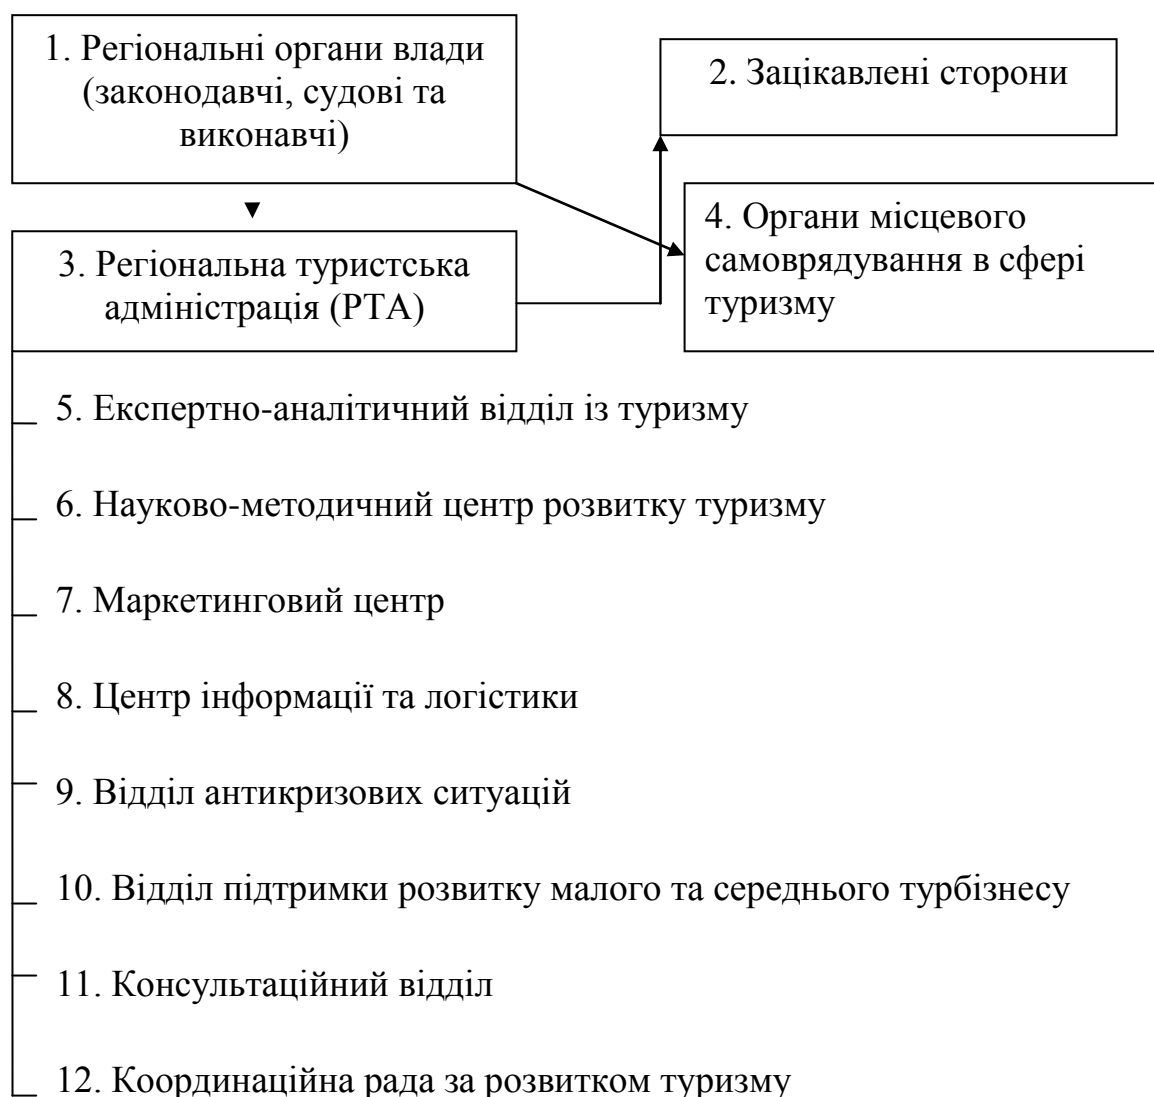 1. Регіональні органи влади
(законодавчі, судові та
виконавчі)
2. Зацікавлені сторони
3. Регіональна туристська
адміністрація (РТА)
4. Органи місцевого
самоврядування в сфері
туризму
5. Експертно-аналітичний відділ із туризму
6. Науково-методичний центр розвитку туризму
7. Маркетинговий центр
8. Центр інформації та логістики
9. Відділ антикризових ситуацій
10. Відділ підтримки розвитку малого та середнього турбізнесу
11. Консультаційний відділ
12. Координаційна рада за розвитком туризму